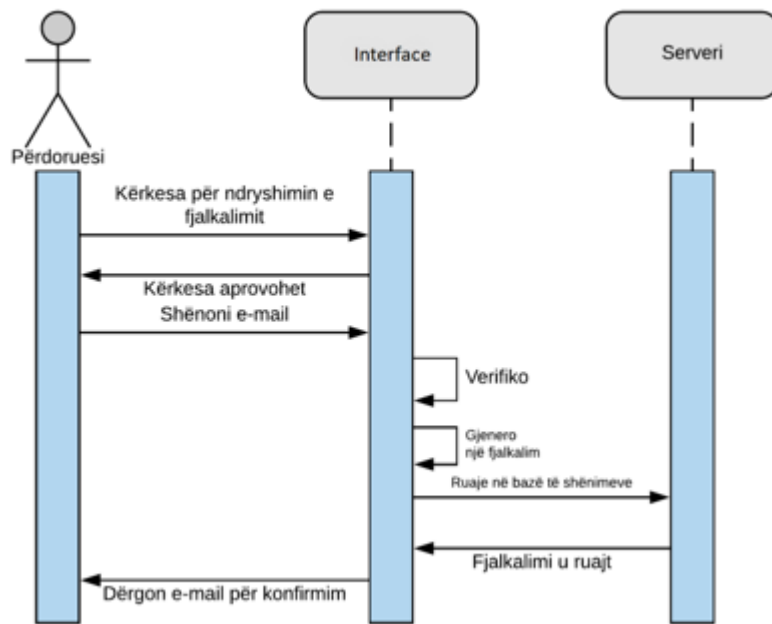 Interface
Serveri
Përdoruesi
Kërkesa për ndryshimin e
fjalkalimit
Kërkesa aprovohet
Shënoni e-mail
Verifiko
Gjenero
një fjalkalim
Ruaje në bazë të shënimeve
Fjalkalimi u ruajt
Dërgon e-mail për konfirmim